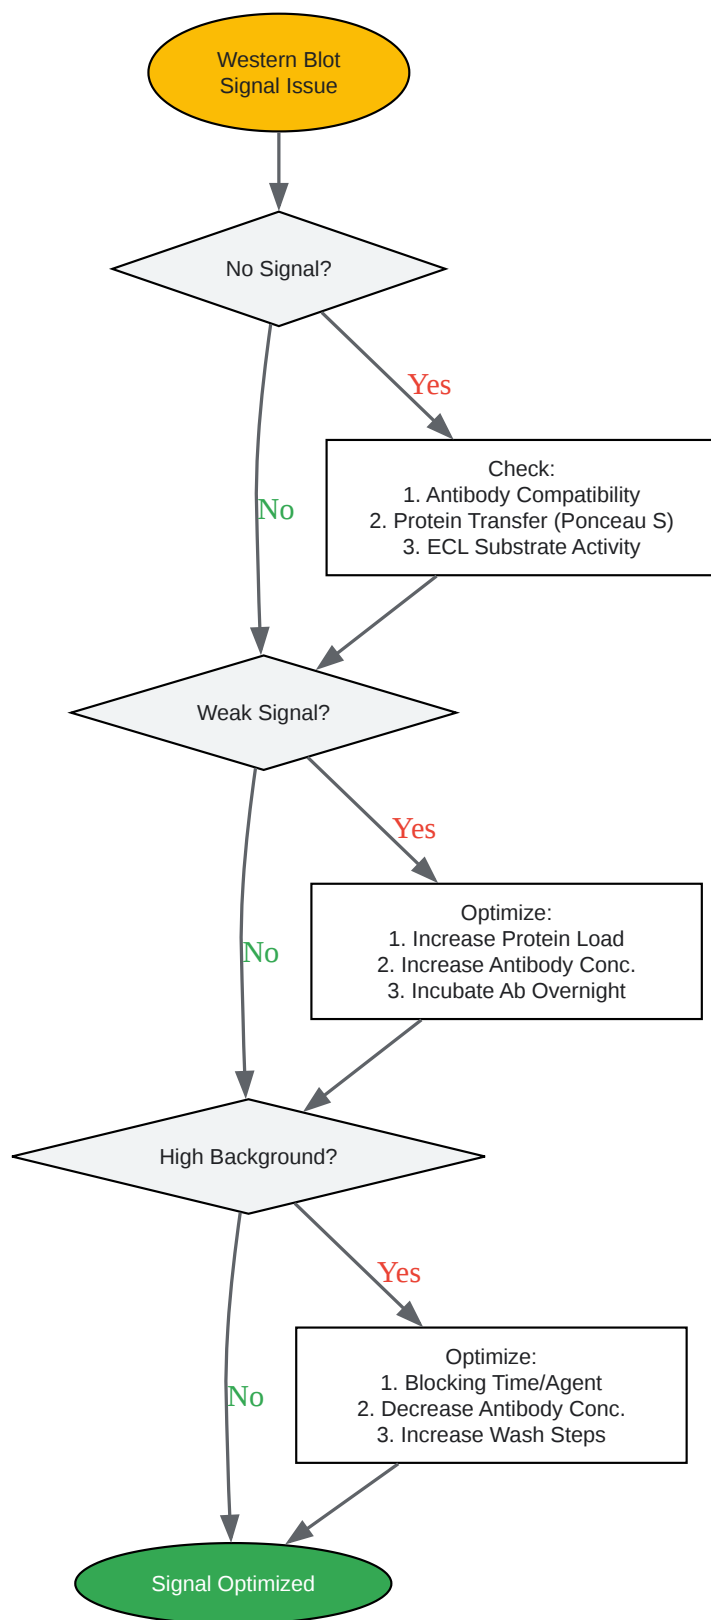 Western Blot
Signal Issue
No Signal?
Yes
Check:
1. Antibody Compatibility
2. Protein Transfer (Ponceau S)
3. ECL Substrate Activity
No
Weak Signal?
Yes
Optimize:
1. Increase Protein Load
2. Increase Antibody Conc.
3. Incubate Ab Overnight
No
High Background?
Yes
Optimize:
1. Blocking Time/Agent
2. Decrease Antibody Conc.
3. Increase Wash Steps
No
Signal Optimized